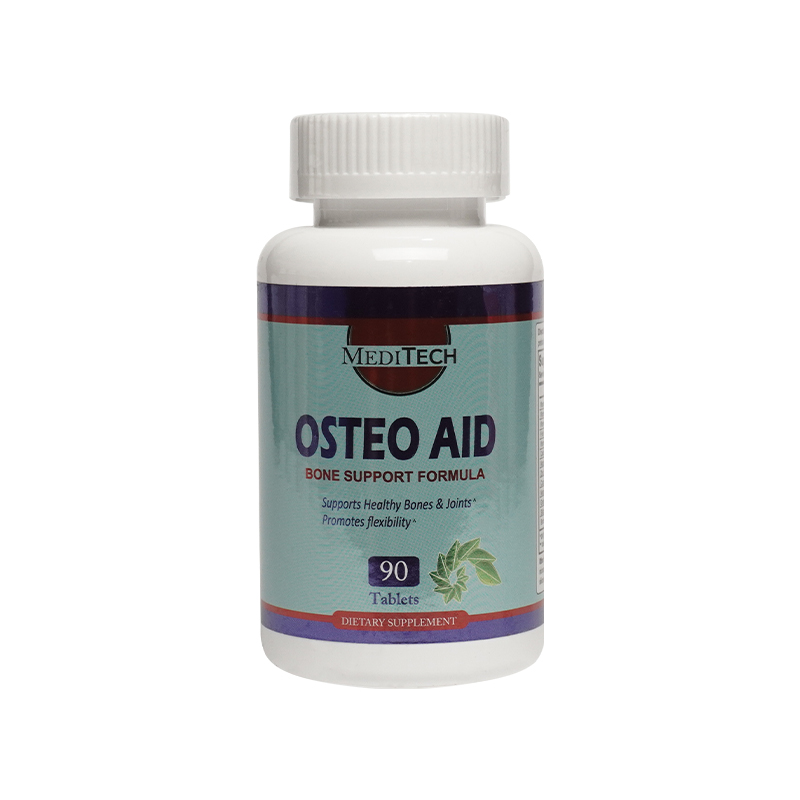 MEDITECH
OSTEO AID
BONE SUPPORT FORMULA
Supports Healthy Bones & Joints^
Promotes flexibility^
90
Tablets
DIETARY SUPPLEMENT